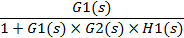 G1(s)
1 + G1(s) × G2(s) × H1(s)